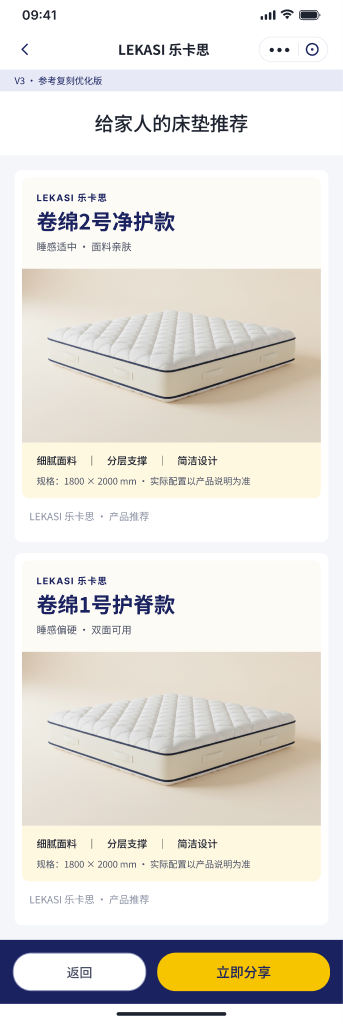 09:41
LEKASI 乐卡思
V3 · 参考复刻优化版
给家人的床垫推荐
LEKASI 乐卡思
卷绵2号净护款
睡感适中 · 面料亲肤
细腻面料 | 分层支撑 | 简洁设计
规格：1800 × 2000 mm · 实际配置以产品说明为准
LEKASI 乐卡思 · 产品推荐
LEKASI 乐卡思
卷绵1号护脊款
睡感偏硬 · 双面可用
细腻面料 | 分层支撑 | 简洁设计
规格：1800 × 2000 mm · 实际配置以产品说明为准
LEKASI 乐卡思 · 产品推荐
返回 立即分享